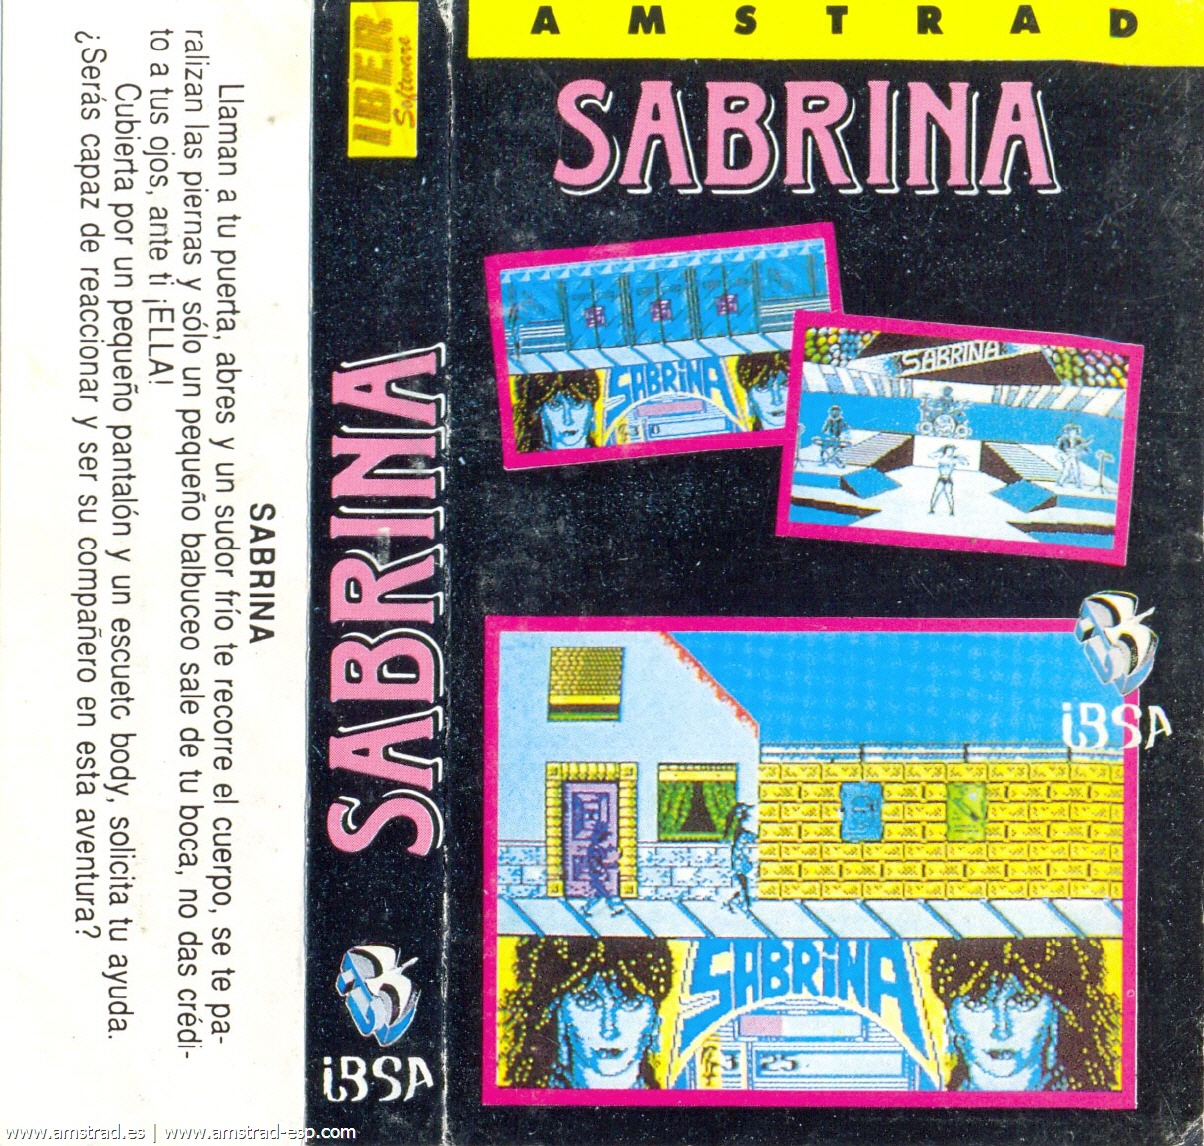 AMSTRAD
SABRINA
SABRINA
SABRINA
iBSA
SABRINA
3 25
IBER
Software
SABRINA
iBSA
SABRINA
Llaman a tu puerta, abres y un sudor frío te recorre el cuerpo, se te pa-
ralizan las piernas y sólo un pequeño balbuceo sale de tu boca, no das crédi-
to a tus ojos, ante ti ¡ELLA!
Cubierta por un pequeño pantalón y un escuetc body, solicita tu ayuda.
¿Serás capaz de reaccionar y ser su compañero en esta aventura?
www.amstrad.es | www.amstrad-esp.com